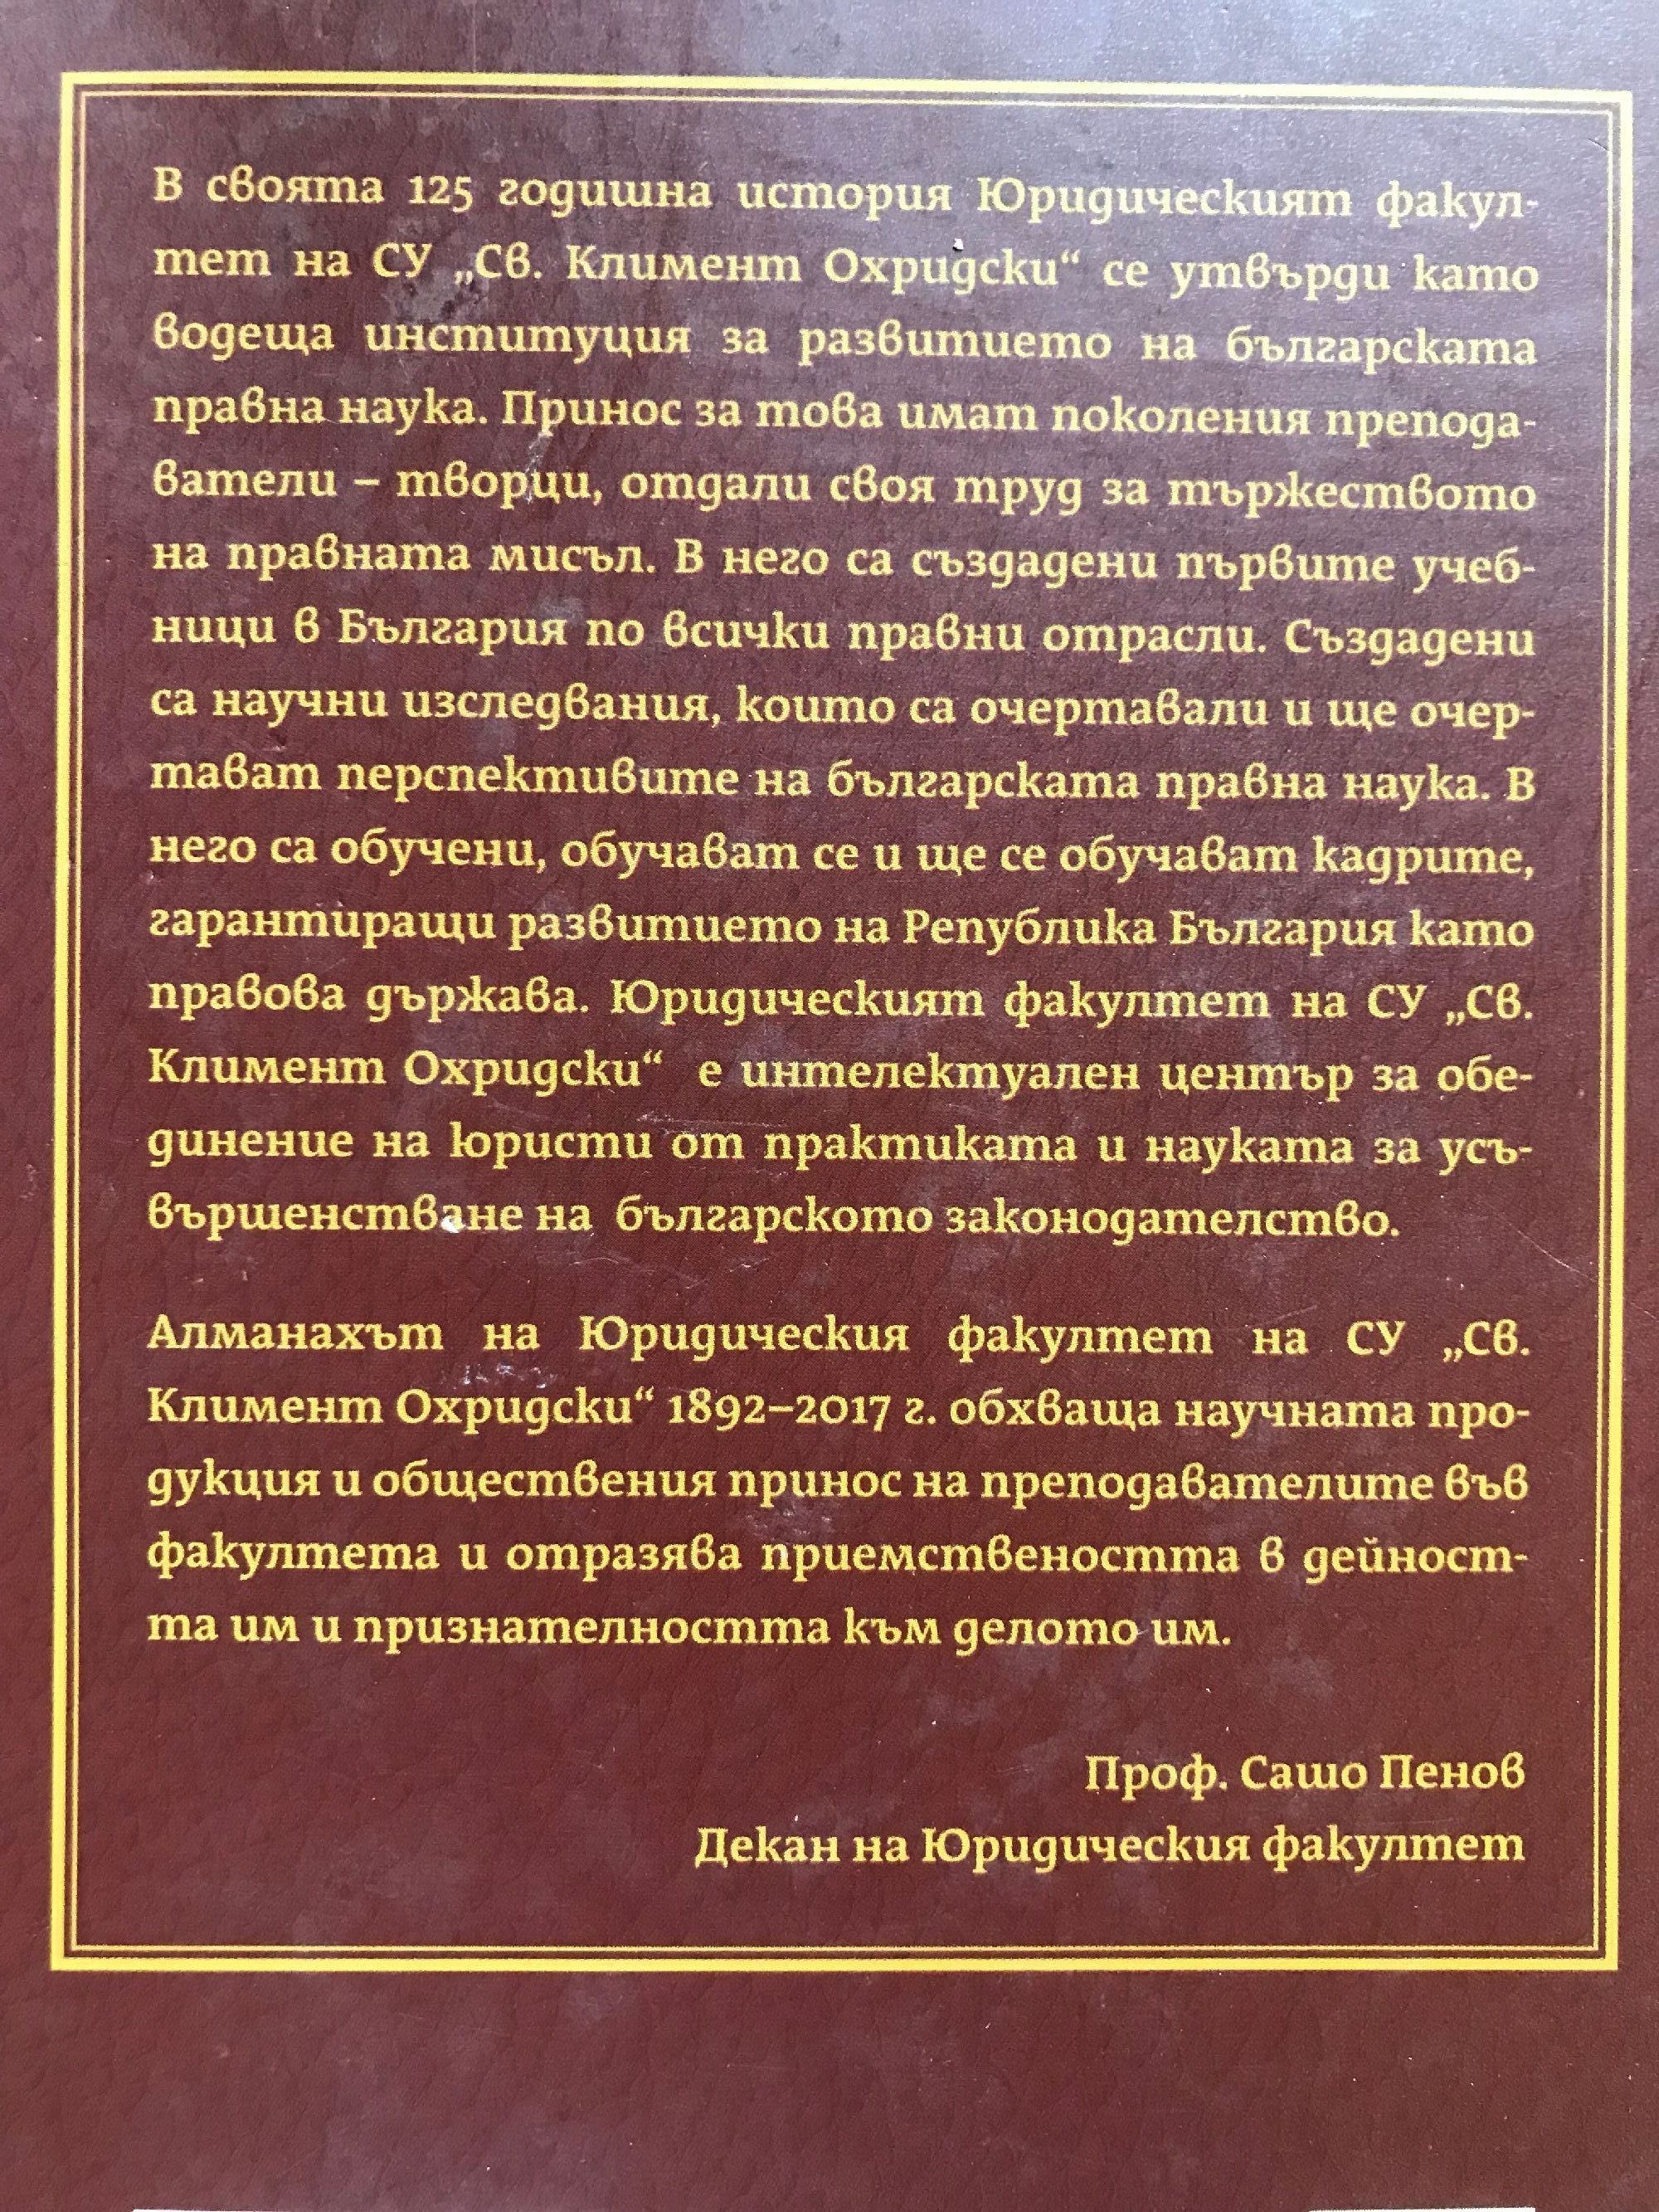 В своята 125 годишна история Юридическият факул-
тет на СУ „Св. Климент Охридски“ се утвърди като
водеща институция за развитието на българската
правна наука. Принос за това имат поколения препода-
ватели – творци, отдали своя труд за тържеството
на правната мисъл. В него са създадени първите учеб-
ници в България по всички правни отрасли. Създадени
са научни изследвания, които са очертавали и ще очер-
тават перспективите на българската правна наука. В
него са обучени, обучават се и ще се обучават кадрите,
гарантиращи развитието на Република България като
правова държава. Юридическият факултет на СУ „Св.
Климент Охридски“ е интелектуален център за обе-
динение на юристи от практиката и науката за усъ-
вършенстване на българското законодателство.
Алманахът на Юридическия факултет на СУ „Св.
Климент Охридски“ 1892–2017 г. обхваща научната про-
дукция и обществения принос на преподавателите във
факултета и отразява приемствеността в дейност-
та им и признателността към делото им.
Проф. Сашо Пенов
Декан на Юридическия факултет